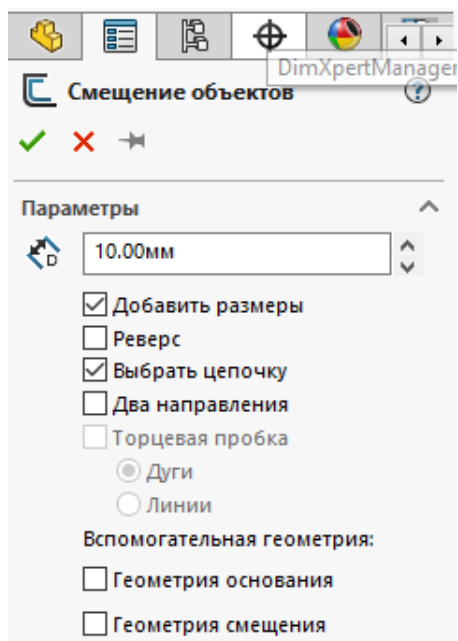 DimXpertManager
Смещение объектов
Параметры
10.00мм
Добавить размеры
Реверс
Выбрать цепочку
Два направления
Торцевая пробка
Дуги
Линии
Вспомогательная геометрия:
Геометрия основания
Геометрия смещения